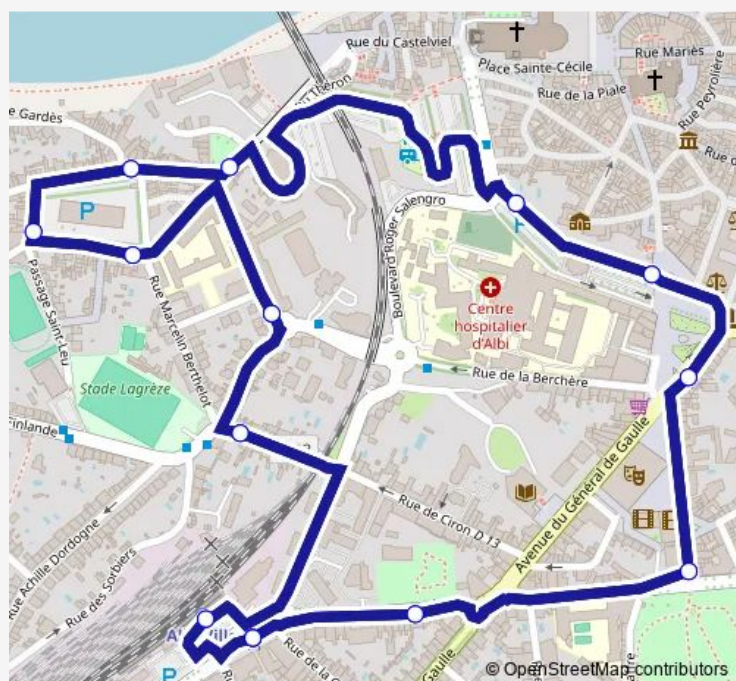 Rue du Castelviel
Place Sainte-Cécile
Rue Mariès
Rue de la Piale
Rue Peyrolière
Théron
e Gardès
Rue d
P
Boulevard Roger Salengro
Passage Saint-Leu
Rue Marcelin Berthelot
Centre
hospitalier
d'Albi
Stade Lagrèze
Rue de la Berchère
inlande
Avenue du Général de Gaulle
Rue de Ciron D 13
Rue Achille Dordogne
Rue des Sorbiers
P
Rue de la
Gaulle
© OpenStreetMap contributors